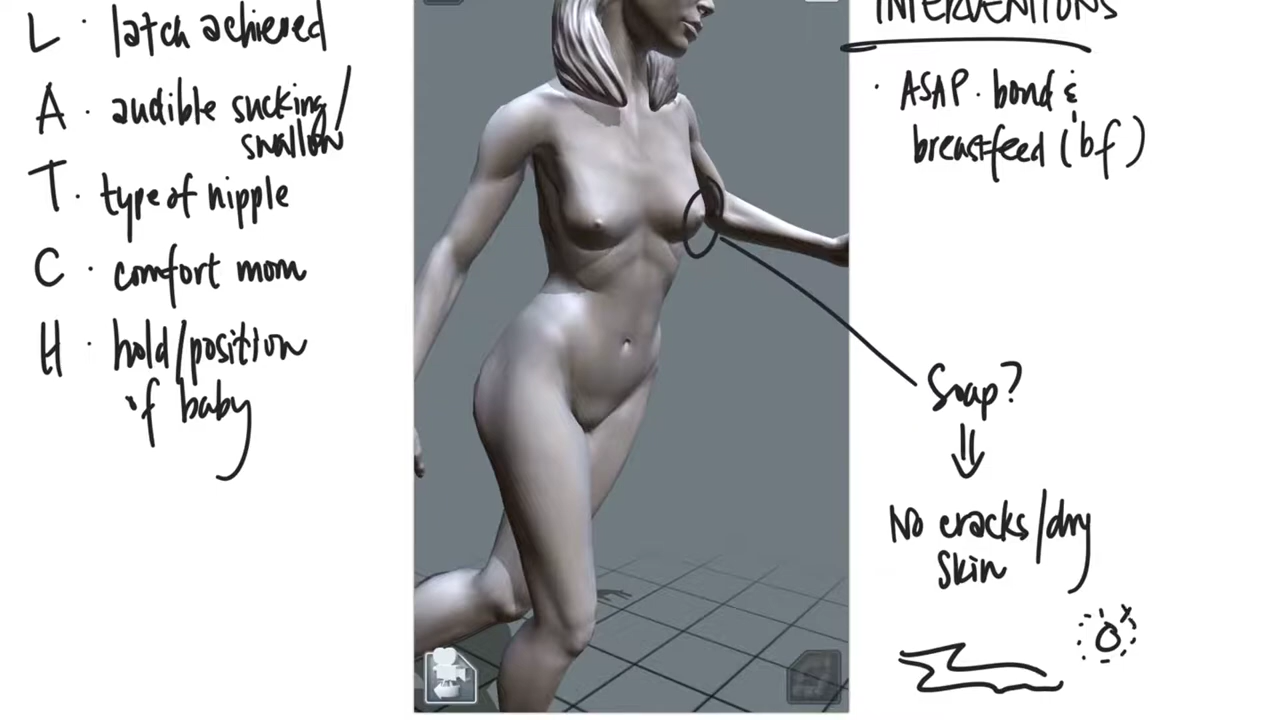 L · latch achieved
A · audible sucking/
swallow
T · type of nipple
C · comfort mom
H · hold/position
of baby
INTERVENTIONS
· ASAP · bond &
breastfeed (bf)
Soap?
No cracks/dry
skin